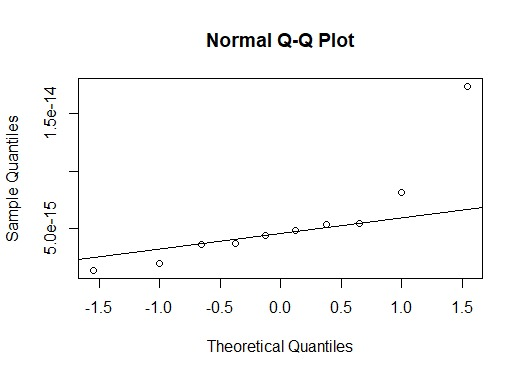 Normal Q-Q Plot
1.5e-14
5.0e-15
Sample Quantiles
-1.5 -1.0 -0.5 0.0 0.5 1.0 1.5
Theoretical Quantiles